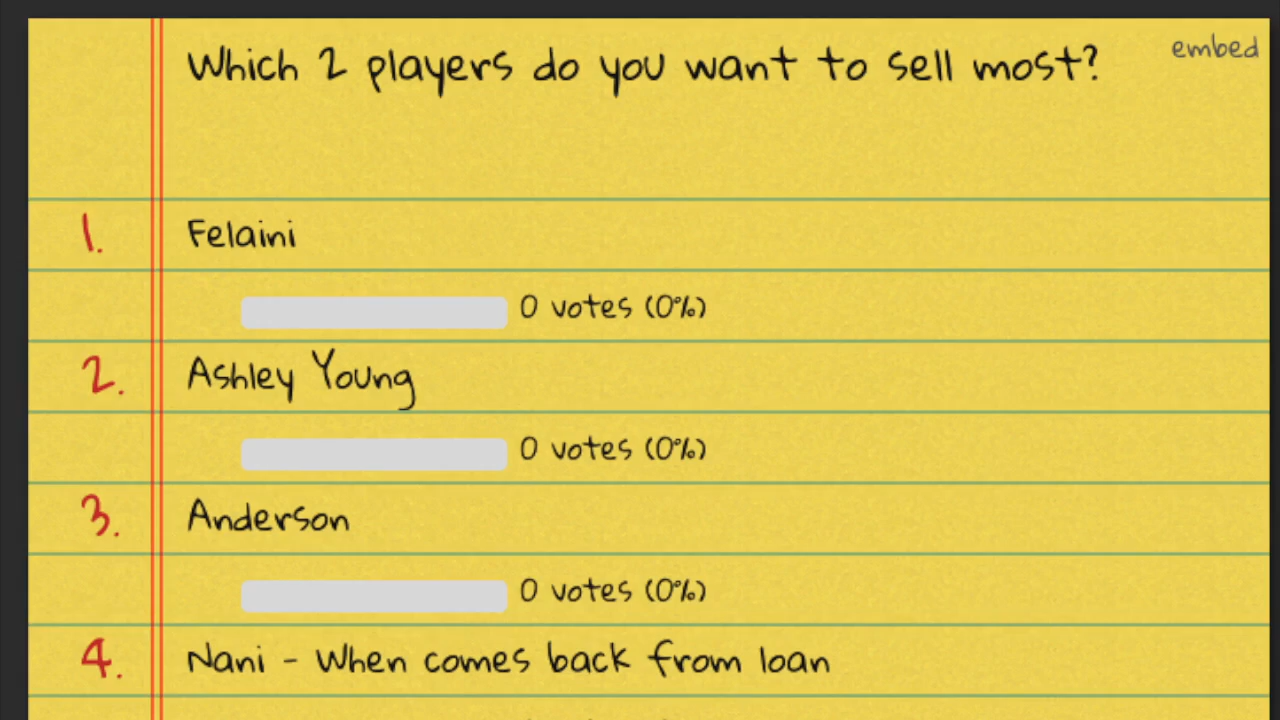 Which 2 players do you want to sell most?
embed
1. Felaini
0 votes (0%)
2. Ashley Young
0 votes (0%)
3. Anderson
0 votes (0%)
4. Nani - When comes back from loan